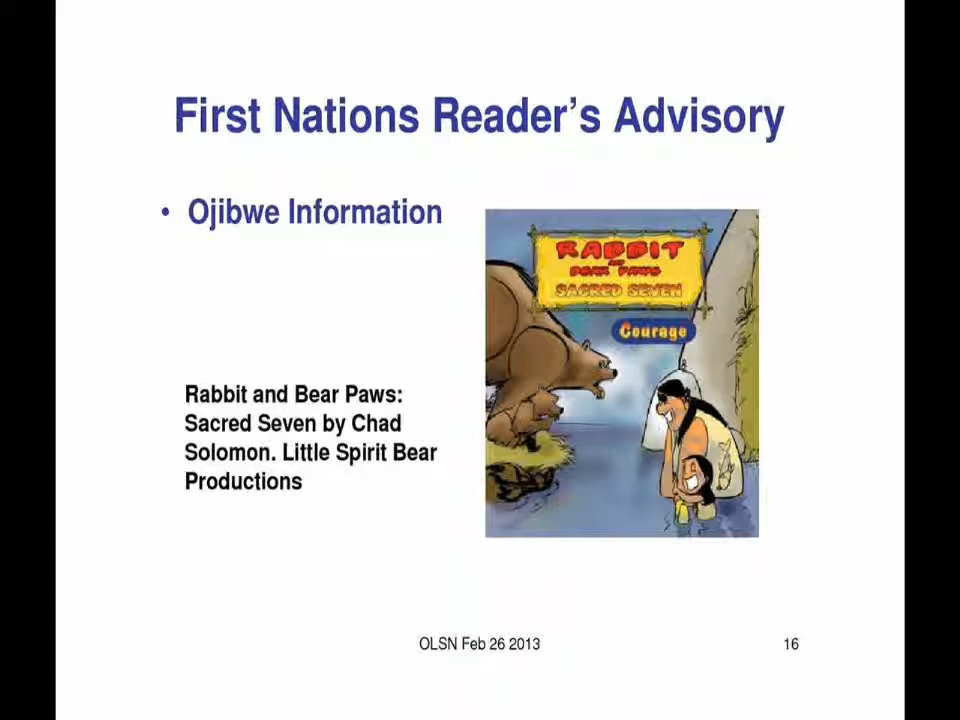 First Nations Reader's Advisory
• Ojibwe Information
RABBIT
AND
BEAR PAWS
SACRED SEVEN
Courage
Rabbit and Bear Paws:
Sacred Seven by Chad
Solomon. Little Spirit Bear
Productions
OLSN Feb 26 2013
16